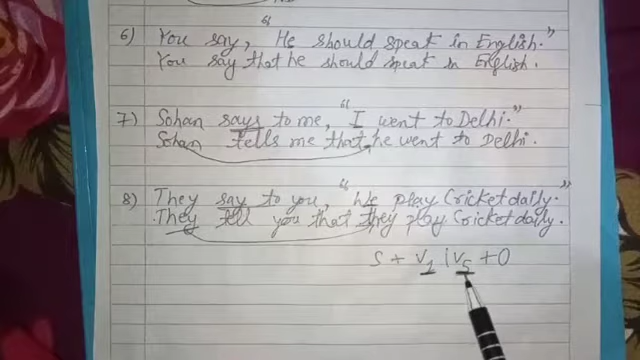 6) You say, "He should speak in English."
You say that he should speak in English.
7) Sohan says to me, "I went to Delhi."
Sohan tells me that he went to Delhi.
8) They say to you, "We play Cricket daily."
They tell you that they play Cricket daily.
S + V1 / V5 + O